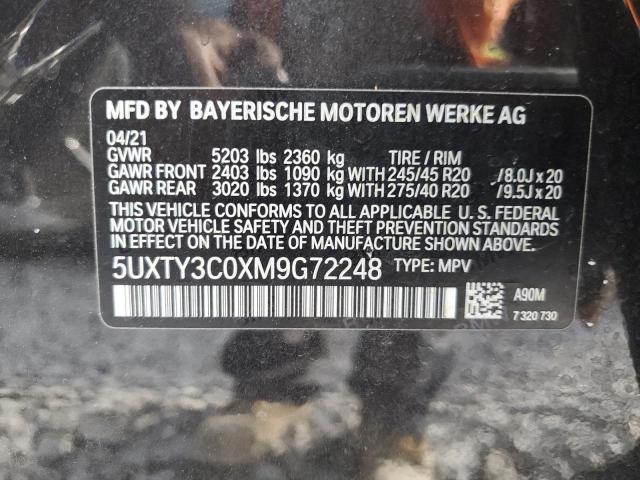 MFD BY BAYERISCHE MOTOREN WERKE AG
04/21
GVWR 5203 lbs 2360 kg TIRE / RIM
GAWR FRONT 2403 lbs 1090 kg WITH 245/45 R20 /8.0J x 20
GAWR REAR 3020 lbs 1370 kg WITH 275/40 R20 /9.5J x 20
THIS VEHICLE CONFORMS TO ALL APPLICABLE U. S. FEDERAL
MOTOR VEHICLE SAFETY AND THEFT PREVENTION STANDARDS
IN EFFECT ON THE DATE OF MANUFACTURE SHOWN ABOVE.
5UXTY3C0XM9G72248 TYPE: MPV
A90M
7 320 730